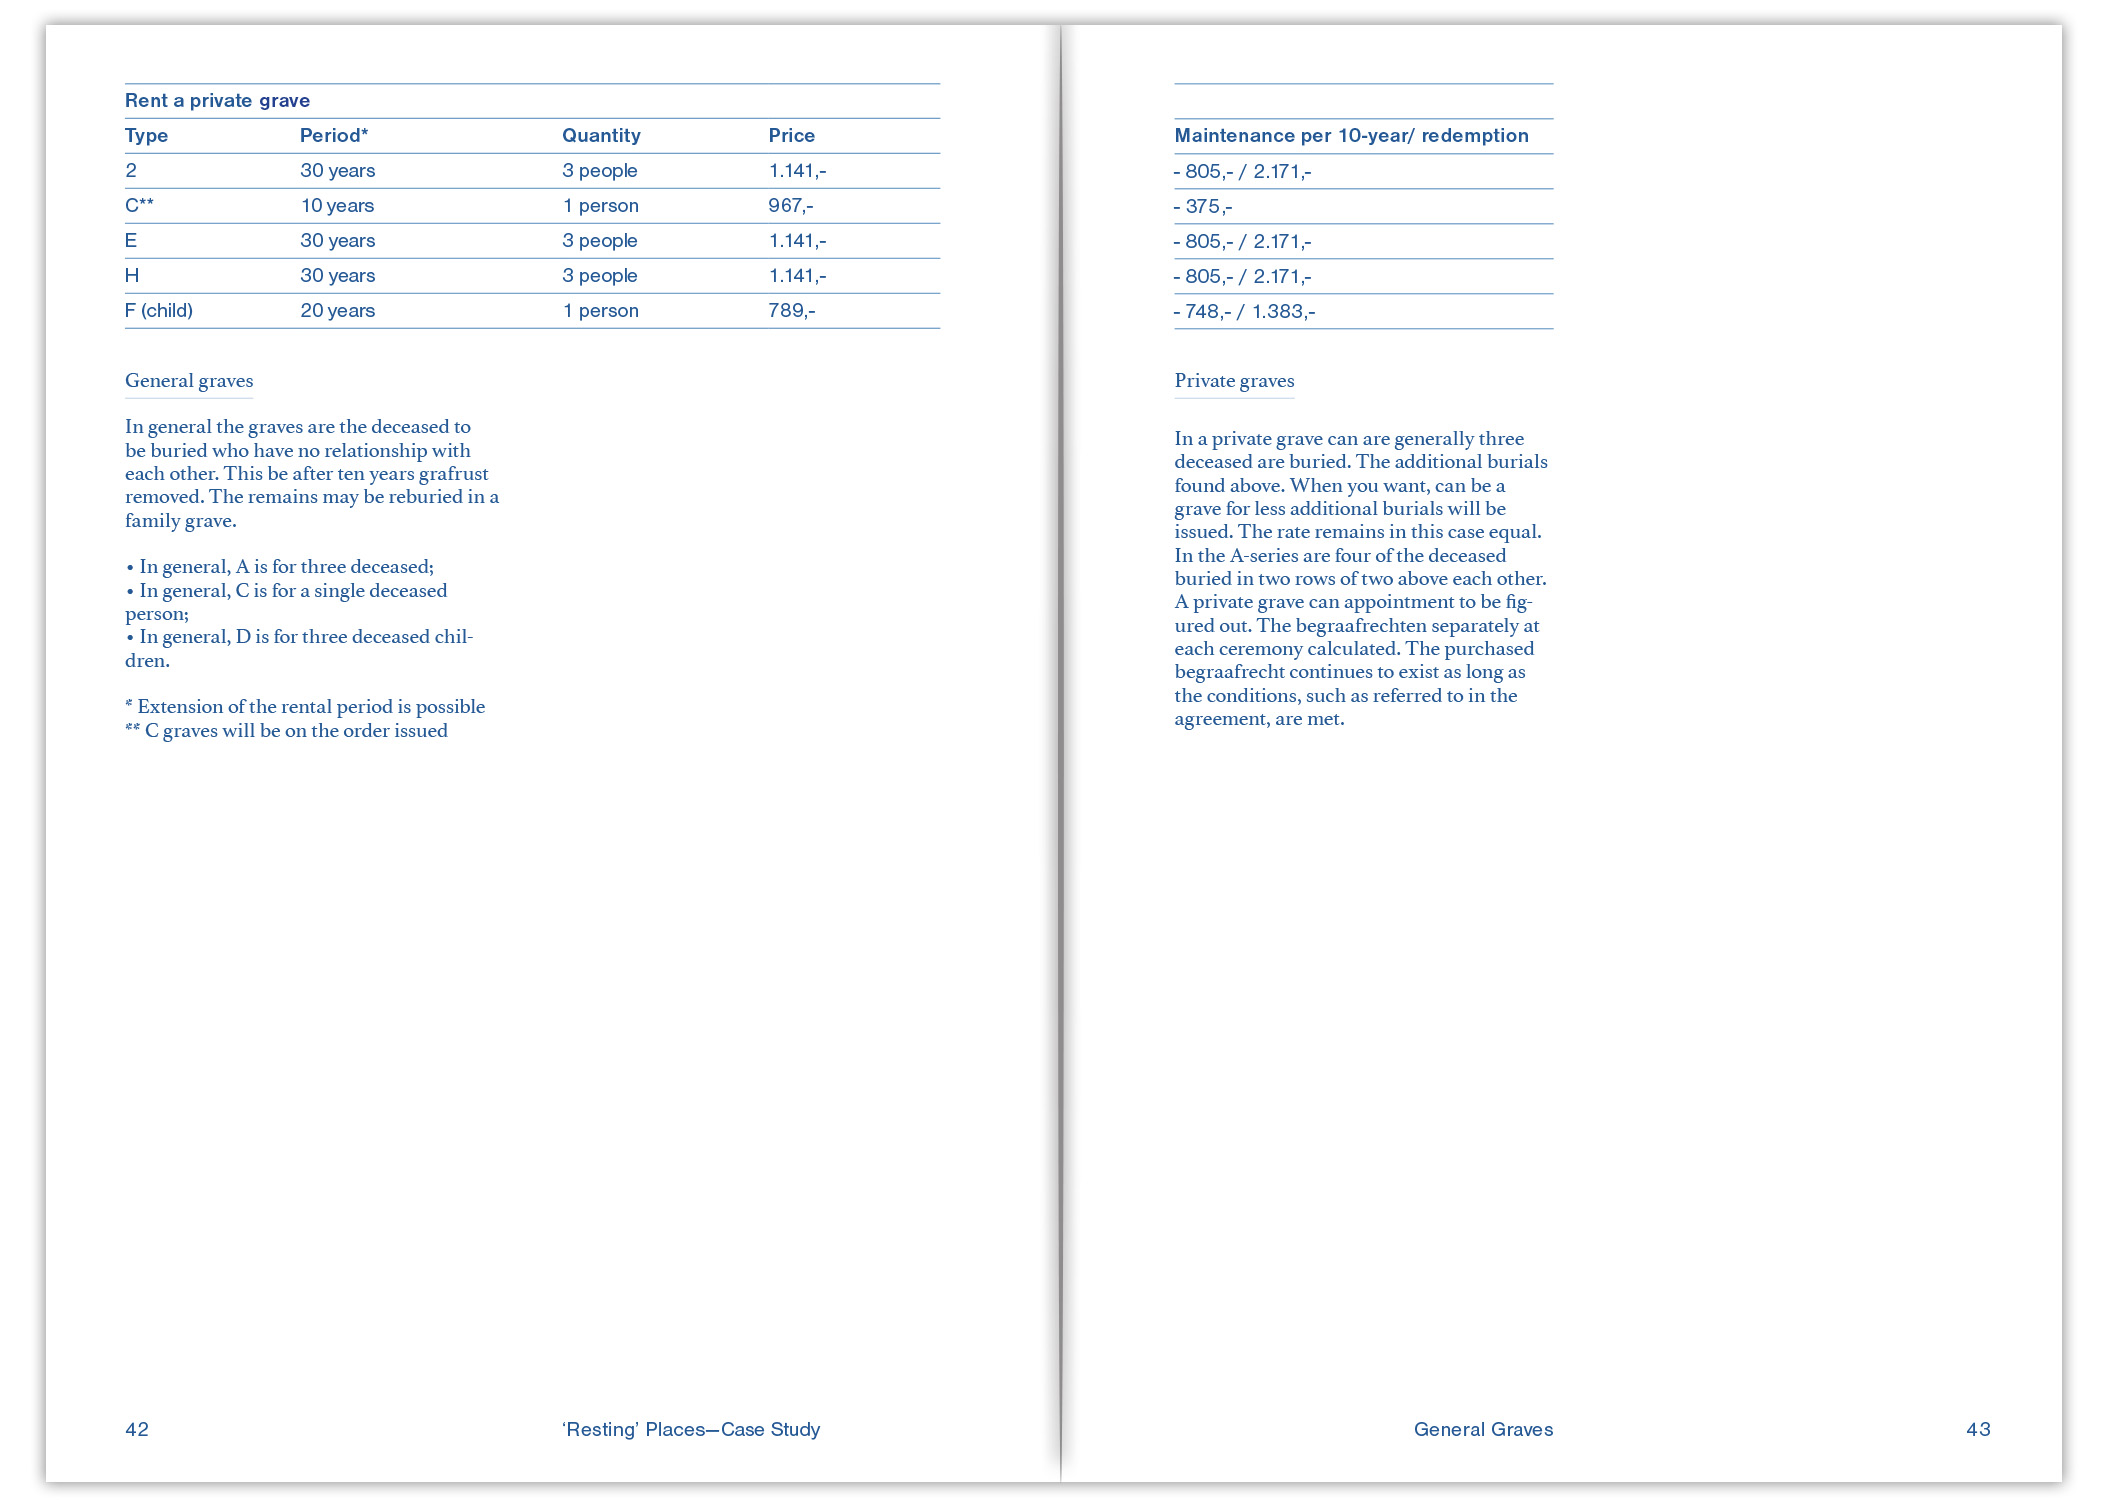 Rent a private grave
Type Period* Quantity Price
2 30 years 3 people 1.141,-
C** 10 years 1 person 967,-
E 30 years 3 people 1.141,-
H 30 years 3 people 1.141,-
F (child) 20 years 1 person 789,-
General graves
In general the graves are the deceased to
be buried who have no relationship with
each other. This be after ten years grafrust
removed. The remains may be reburied in a
family grave.
• In general, A is for three deceased;
• In general, C is for a single deceased
person;
• In general, D is for three deceased chil-
dren.
* Extension of the rental period is possible
** C graves will be on the order issued
42 ‘Resting’ Places—Case Study
Maintenance per 10-year/ redemption
- 805,- / 2.171,-
- 375,-
- 805,- / 2.171,-
- 805,- / 2.171,-
- 748,- / 1.383,-
Private graves
In a private grave can are generally three
deceased are buried. The additional burials
found above. When you want, can be a
grave for less additional burials will be
issued. The rate remains in this case equal.
In the A-series are four of the deceased
buried in two rows of two above each other.
A private grave can appointment to be fig-
ured out. The begraafrechten separately at
each ceremony calculated. The purchased
begraafrecht continues to exist as long as
the conditions, such as referred to in the
agreement, are met.
General Graves 43